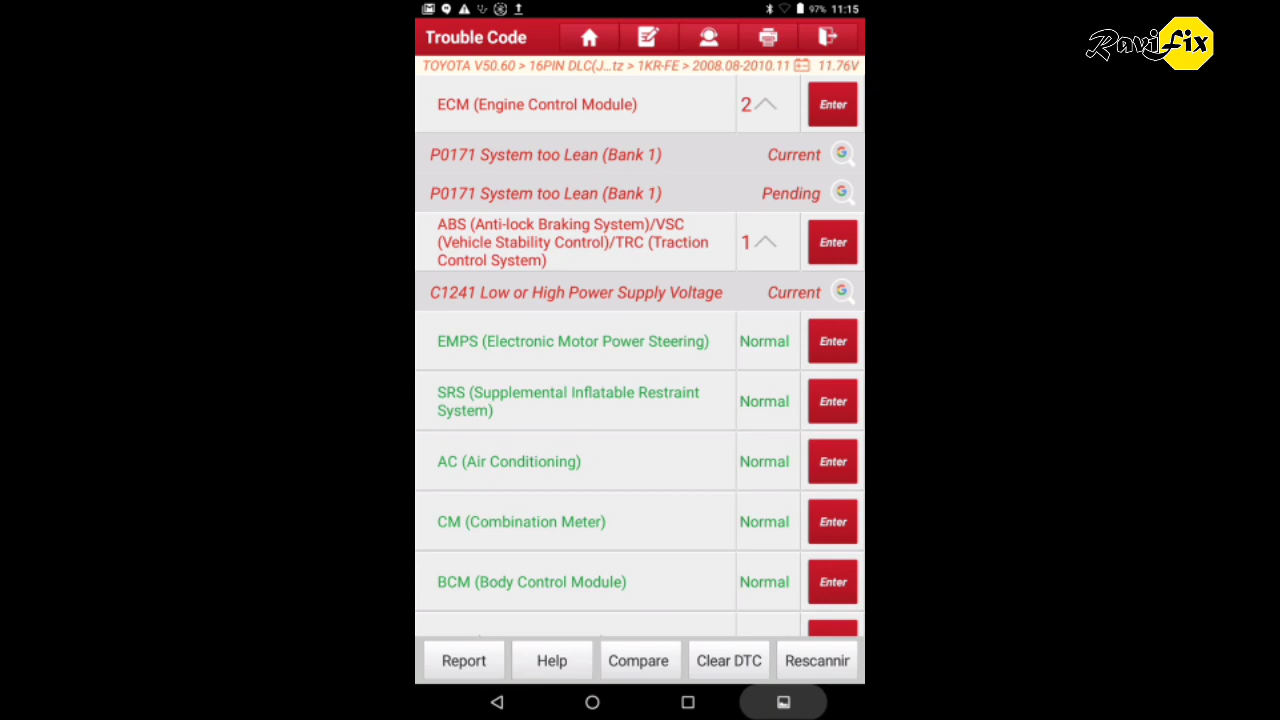 97% 11:15
RaviFix
Trouble Code
TOYOTA V50.60 > 16PIN DLC(J...tz > 1KR-FE > 2008.08-2010.11 11.76V
ECM (Engine Control Module) 2 Enter
P0171 System too Lean (Bank 1) Current
P0171 System too Lean (Bank 1) Pending
ABS (Anti-lock Braking System)/VSC
(Vehicle Stability Control)/TRC (Traction
Control System) 1 Enter
C1241 Low or High Power Supply Voltage Current
EMPS (Electronic Motor Power Steering) Normal Enter
SRS (Supplemental Inflatable Restraint
System) Normal Enter
AC (Air Conditioning) Normal Enter
CM (Combination Meter) Normal Enter
BCM (Body Control Module) Normal Enter
Report Help Compare Clear DTC Rescannir